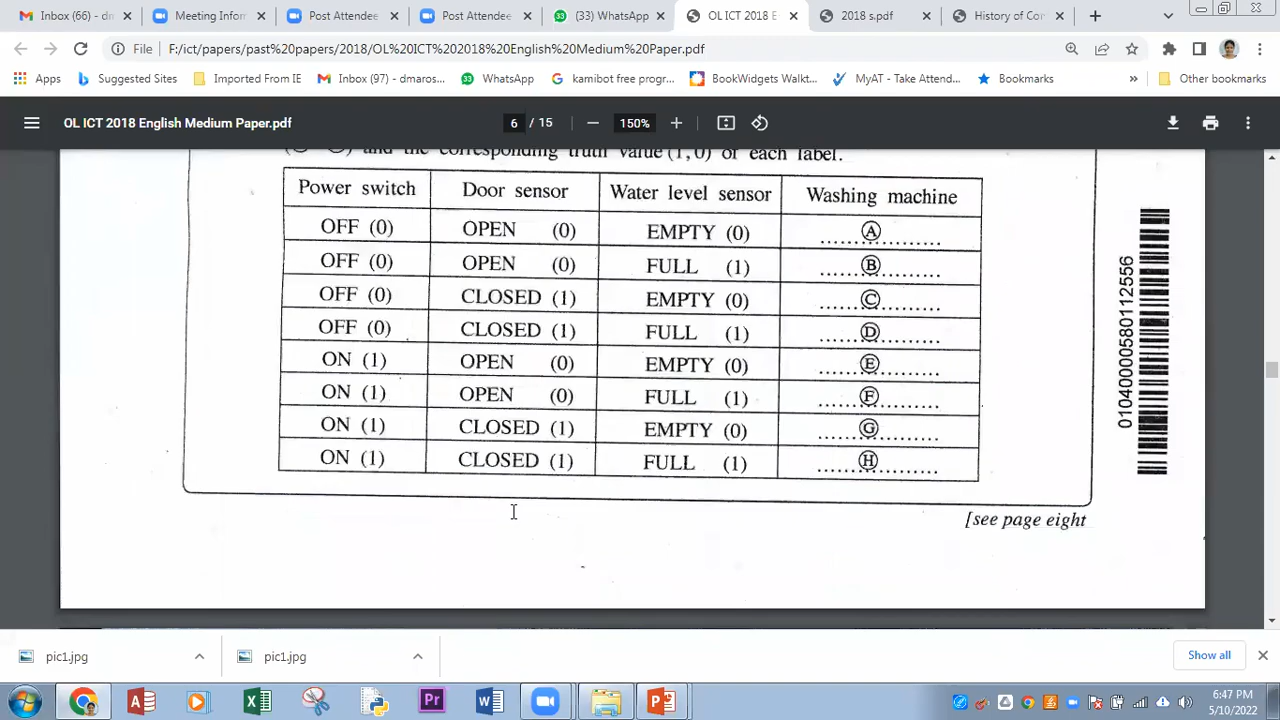 Inbox (66) - dm
Meeting Inform
Post Attendee
Post Attendee
(33) WhatsApp
OL ICT 2018 E
2018 s.pdf
History of Com
File F:/ict/papers/past%20papers/2018/OL%20ICT%202018%20English%20Medium%20Paper.pdf
Apps Suggested Sites Imported From IE Inbox (97) - dmaros... WhatsApp kamibot free progr... BookWidgets Walkt... MyAT - Take Attend... Bookmarks » Other bookmarks
OL ICT 2018 English Medium Paper.pdf 6 / 15 150%
and the corresponding truth value (1, 0) of each label.
Power switch Door sensor Water level sensor Washing machine
OFF (0) OPEN (0) EMPTY (0) ......Ⓐ......
OFF (0) OPEN (0) FULL (1) ......Ⓑ......
OFF (0) CLOSED (1) EMPTY (0) ......Ⓒ......
OFF (0) CLOSED (1) FULL (1) ......Ⓓ......
ON (1) OPEN (0) EMPTY (0) ......Ⓔ......
ON (1) OPEN (0) FULL (1) ......Ⓕ......
ON (1) CLOSED (1) EMPTY (0) ......Ⓖ......
ON (1) CLOSED (1) FULL (1) ......Ⓗ......
01040000580112556
[see page eight
pic1.jpg
pic1.jpg
Show all
Pr
6:47 PM
5/10/2022